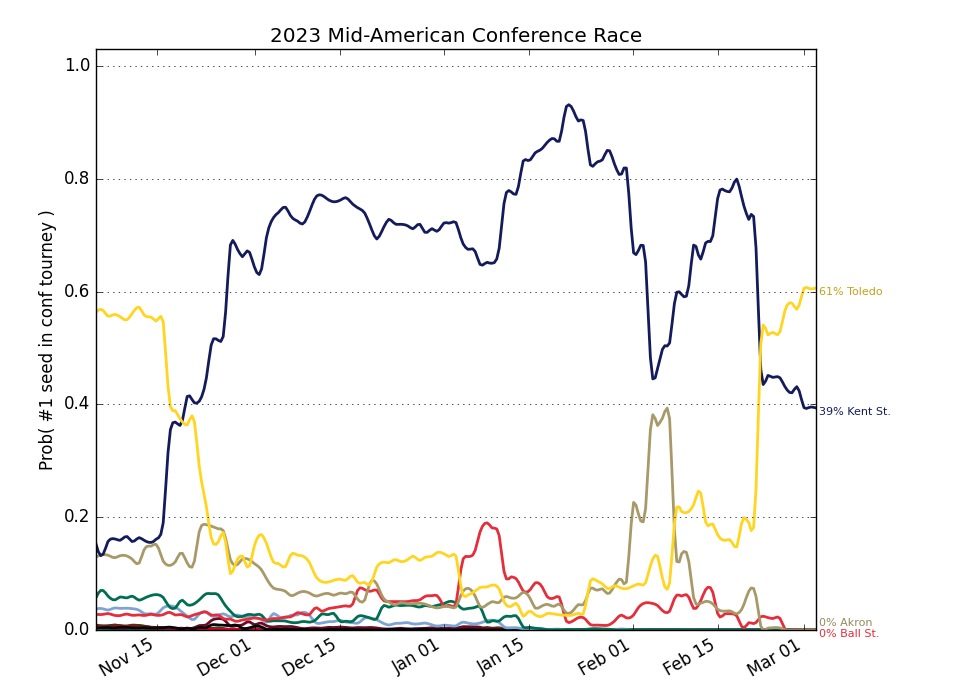 2023 Mid-American Conference Race
Prob( #1 seed in conf tourney )
1.0
0.8
0.6
0.4
0.2
0.0
61% Toledo
39% Kent St.
0% Akron
0% Ball St.
Nov 15
Dec 01
Dec 15
Jan 01
Jan 15
Feb 01
Feb 15
Mar 01